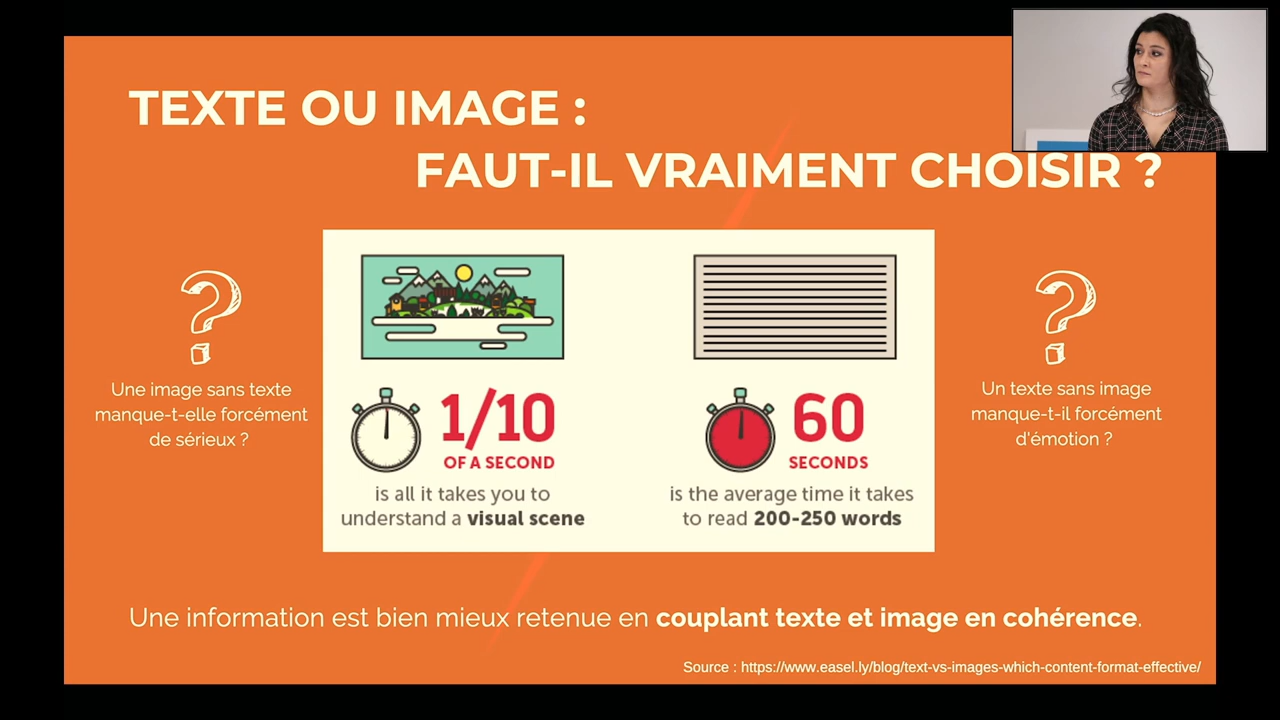 TEXTE OU IMAGE :
FAUT-IL VRAIMENT CHOISIR ?
Une image sans texte
manque-t-elle forcément
de sérieux ?
1/10
OF A SECOND
is all it takes you to
understand a visual scene
60
SECONDS
is the average time it takes
to read 200-250 words
Un texte sans image
manque-t-il forcément
d'émotion ?
Une information est bien mieux retenue en couplant texte et image en cohérence.
Source : https://www.easel.ly/blog/text-vs-images-which-content-format-effective/